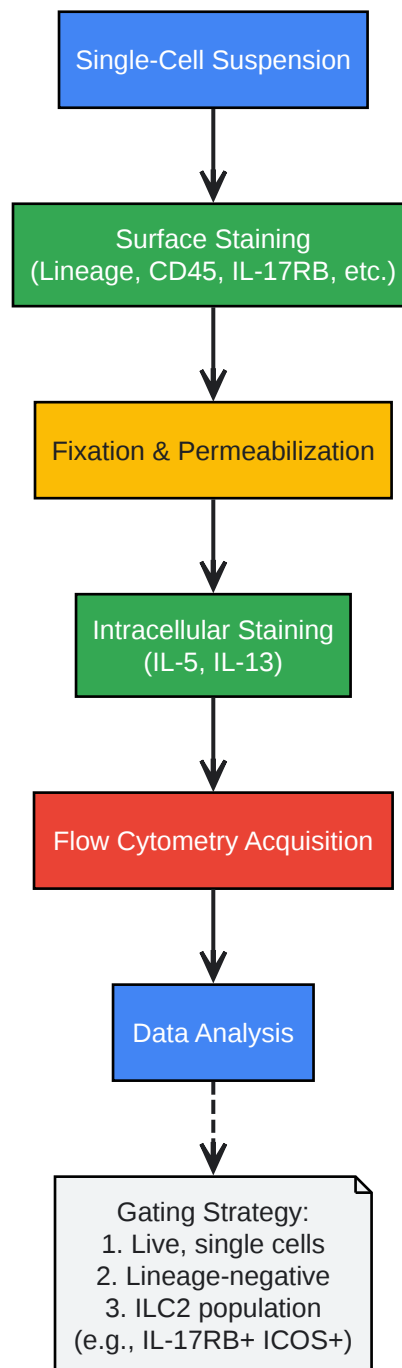 Single-Cell Suspension
Surface Staining
(Lineage, CD45, IL-17RB, etc.)
Fixation & Permeabilization
Intracellular Staining
(IL-5, IL-13)
Flow Cytometry Acquisition
Data Analysis
Gating Strategy:
1. Live, single cells
2. Lineage-negative
3. ILC2 population
(e.g., IL-17RB+ ICOS+)